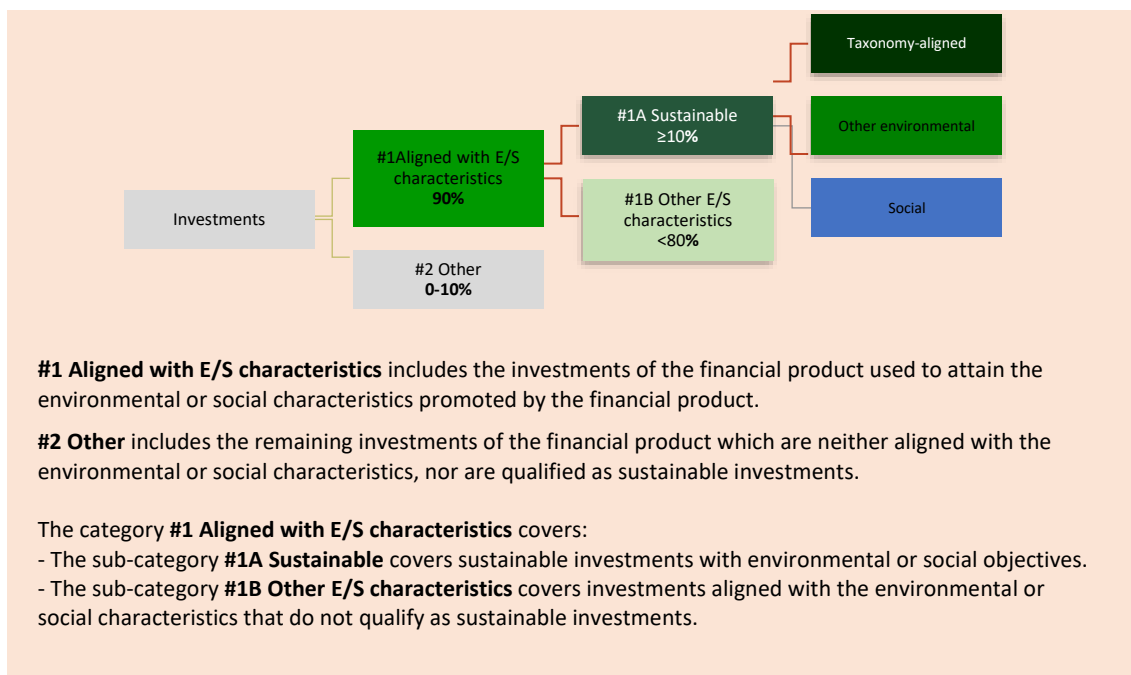 Taxonomy-aligned
#1A Sustainable
≥10%
Other environmental
#1Aligned with E/S
characteristics
90%
#1B Other E/S
characteristics
<80%
Social
Investments
#2 Other
0-10%
#1 Aligned with E/S characteristics includes the investments of the financial product used to attain the
environmental or social characteristics promoted by the financial product.
#2 Other includes the remaining investments of the financial product which are neither aligned with the
environmental or social characteristics, nor are qualified as sustainable investments.
The category #1 Aligned with E/S characteristics covers:
- The sub-category #1A Sustainable covers sustainable investments with environmental or social objectives.
- The sub-category #1B Other E/S characteristics covers investments aligned with the environmental or
social characteristics that do not qualify as sustainable investments.